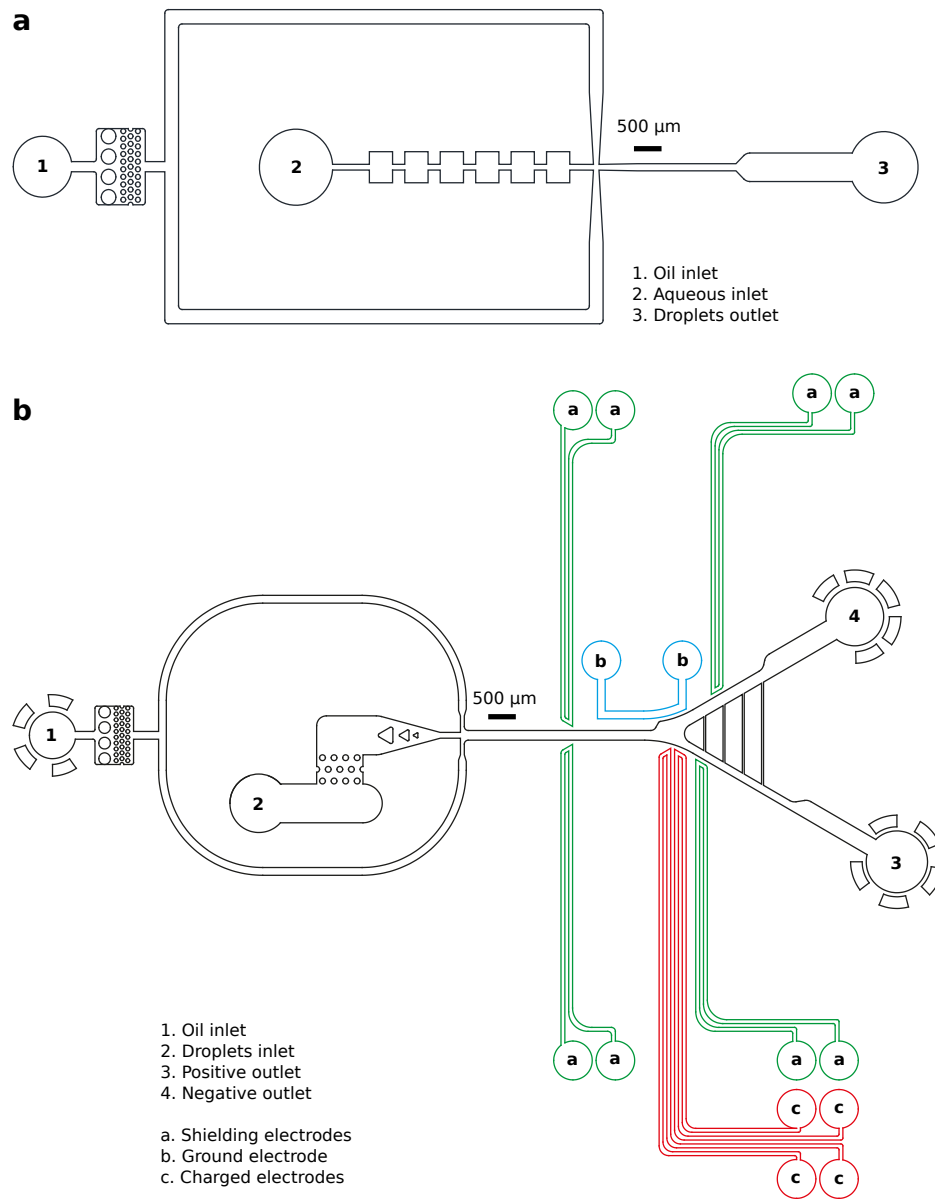 a
500 µm
1
2
3
1. Oil inlet
2. Aqueous inlet
3. Droplets outlet
b
a a a a
4
b b
500 µm
1
2
3
1. Oil inlet
2. Droplets inlet
3. Positive outlet
4. Negative outlet
a a a a
c c
c c
a. Shielding electrodes
b. Ground electrode
c. Charged electrodes